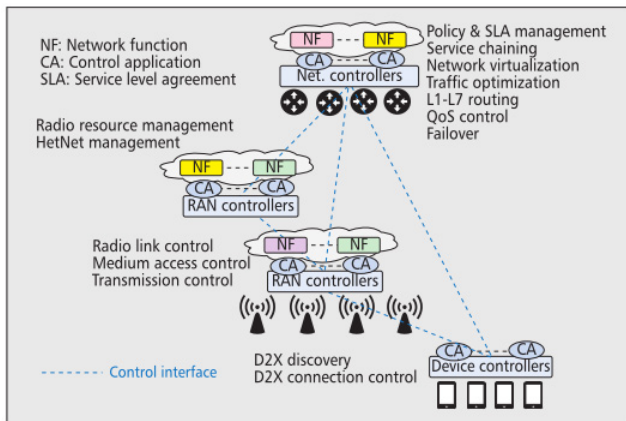 NF: Network function
CA: Control application
SLA: Service level agreement
NF NF
CA CA
Net. controllers
Policy & SLA management
Service chaining
Network virtualization
Traffic optimization
L1-L7 routing
QoS control
Failover
Radio resource management
HetNet management
NF NF
CA CA
RAN controllers
Radio link control
Medium access control
Transmission control
NF NF
CA CA
RAN controllers
D2X discovery
D2X connection control
CA CA
Device controllers
Control interface